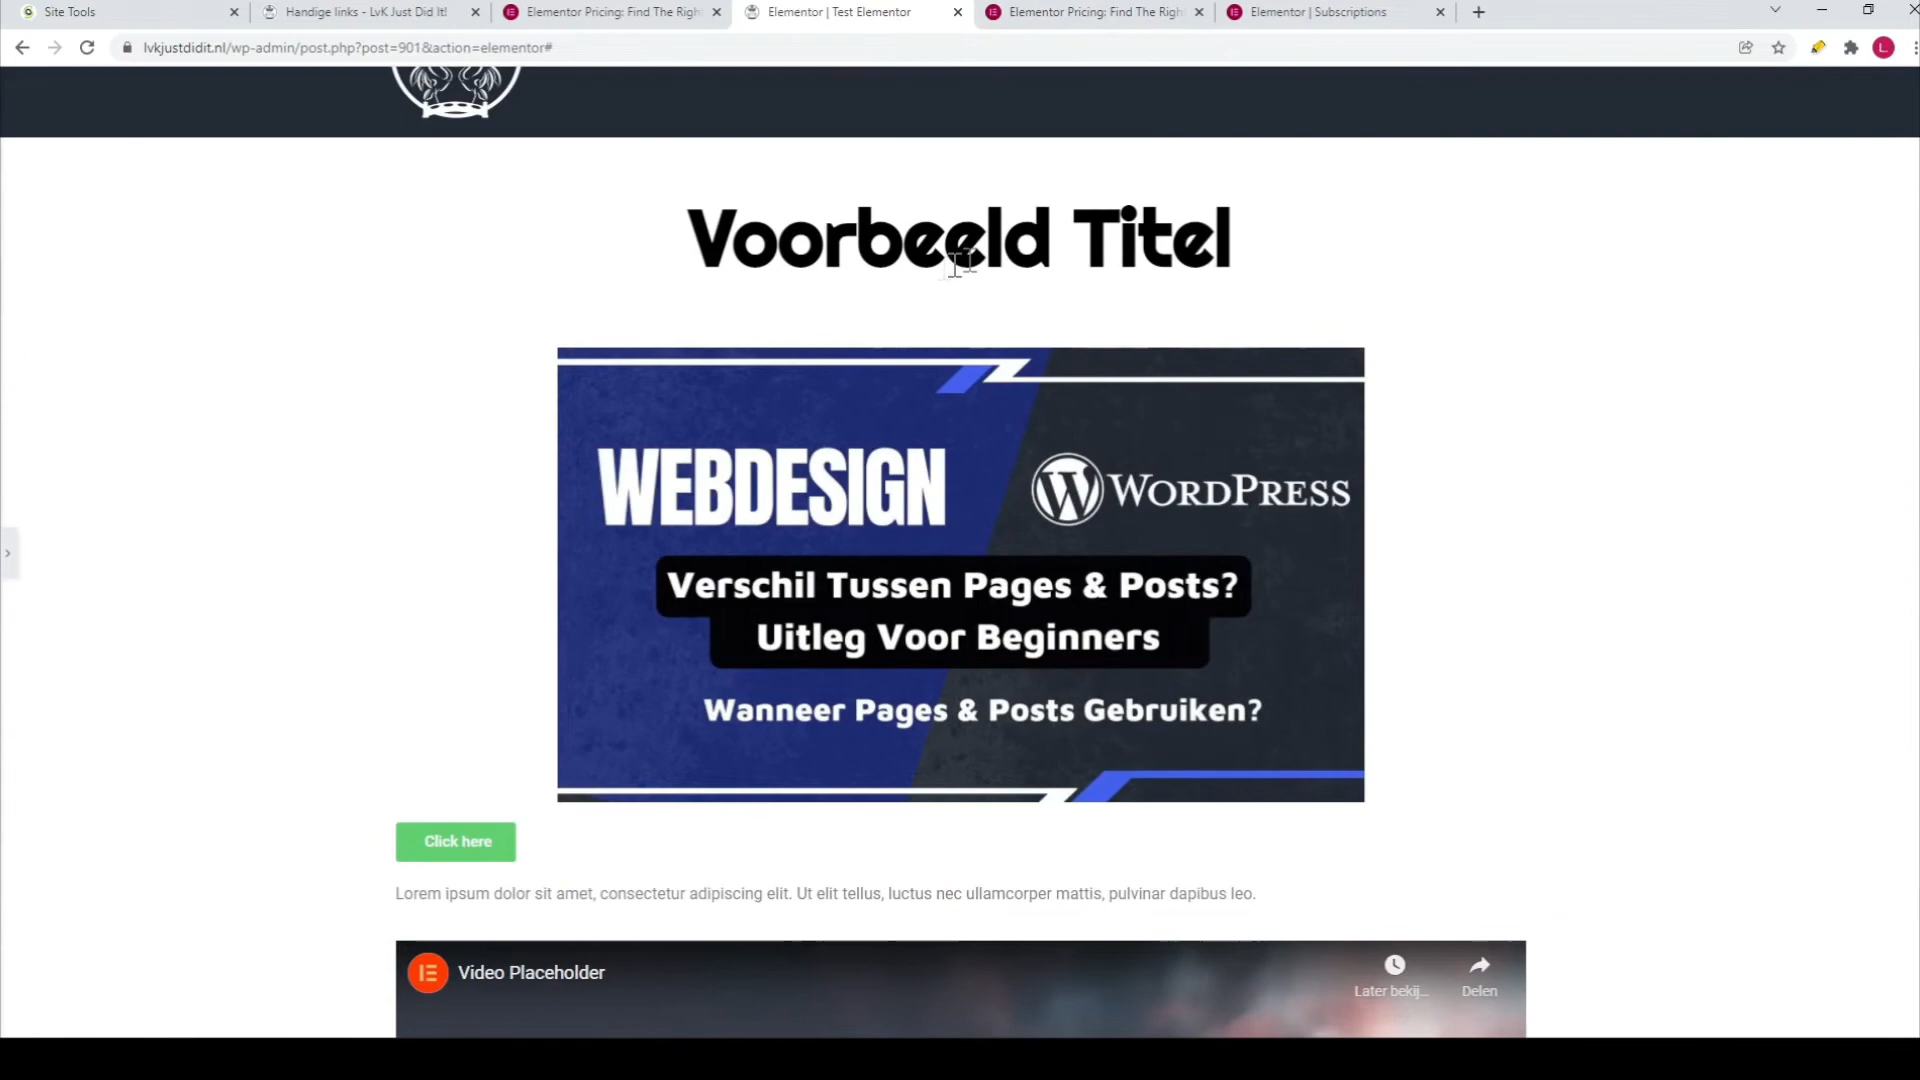 Site Tools
Handige links - LvK Just Did It!
Elementor Pricing: Find The Righ
Elementor | Test Elementor
Elementor Pricing: Find The Righ
Elementor | Subscriptions
lvkjustdidit.nl/wp-admin/post.php?post=901&action=elementor#
L
Voorbeeld Titel
WEBDESIGN
WORDPRESS
Verschil Tussen Pages & Posts?
Uitleg Voor Beginners
Wanneer Pages & Posts Gebruiken?
Click here
Lorem ipsum dolor sit amet, consectetur adipiscing elit. Ut elit tellus, luctus nec ullamcorper mattis, pulvinar dapibus leo.
Video Placeholder
Later bekij...
Delen